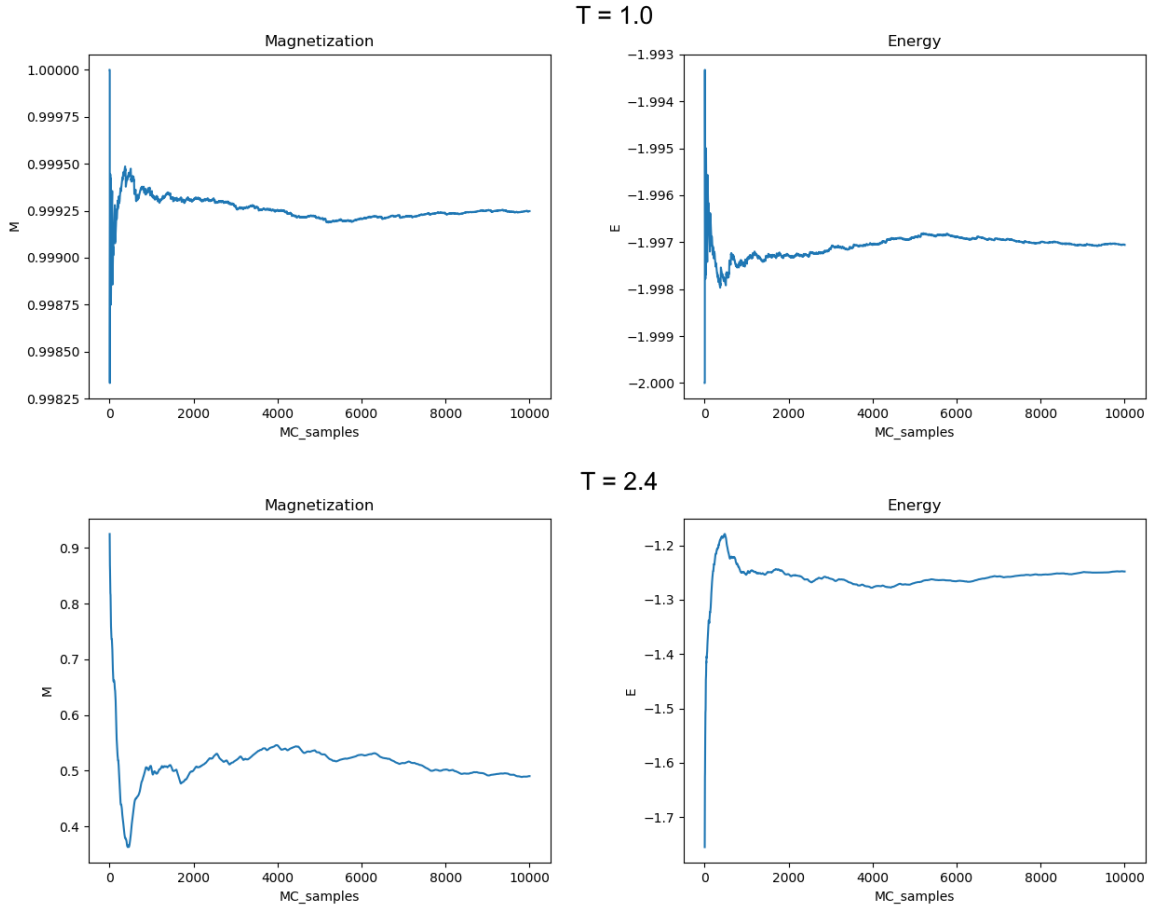 T = 1.0
Magnetization
1.00000
0.99975
0.99950
0.99925
0.99900
0.99875
0.99850
0.99825
M
0 2000 4000 6000 8000 10000
MC_samples
Energy
−1.993
−1.994
−1.995
−1.996
−1.997
−1.998
−1.999
−2.000
E
0 2000 4000 6000 8000 10000
MC_samples
T = 2.4
Magnetization
0.9
0.8
0.7
0.6
0.5
0.4
M
0 2000 4000 6000 8000 10000
MC_samples
Energy
−1.2
−1.3
−1.4
−1.5
−1.6
−1.7
E
0 2000 4000 6000 8000 10000
MC_samples